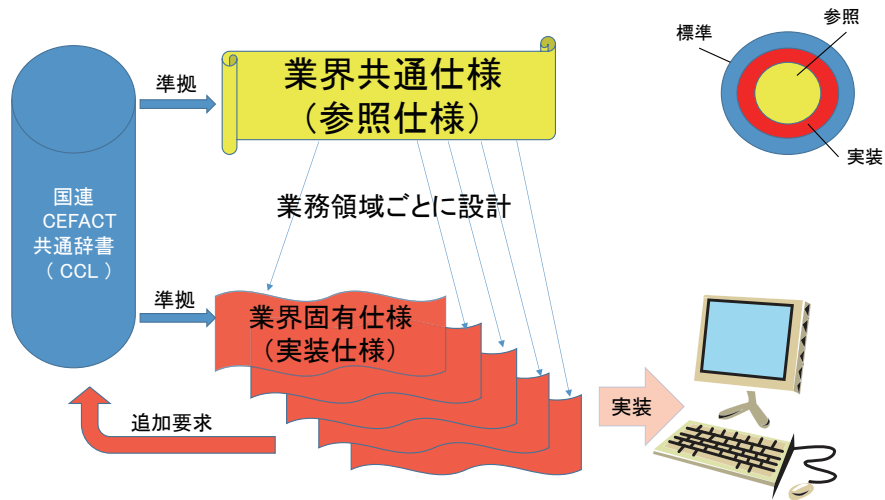 準拠
業界共通仕様
（参照仕様）
標準
参照
実装
国連
CEFACT
共通辞書
（ CCL ）
業務領域ごとに設計
準拠
業界固有仕様
（実装仕様）
追加要求
実装